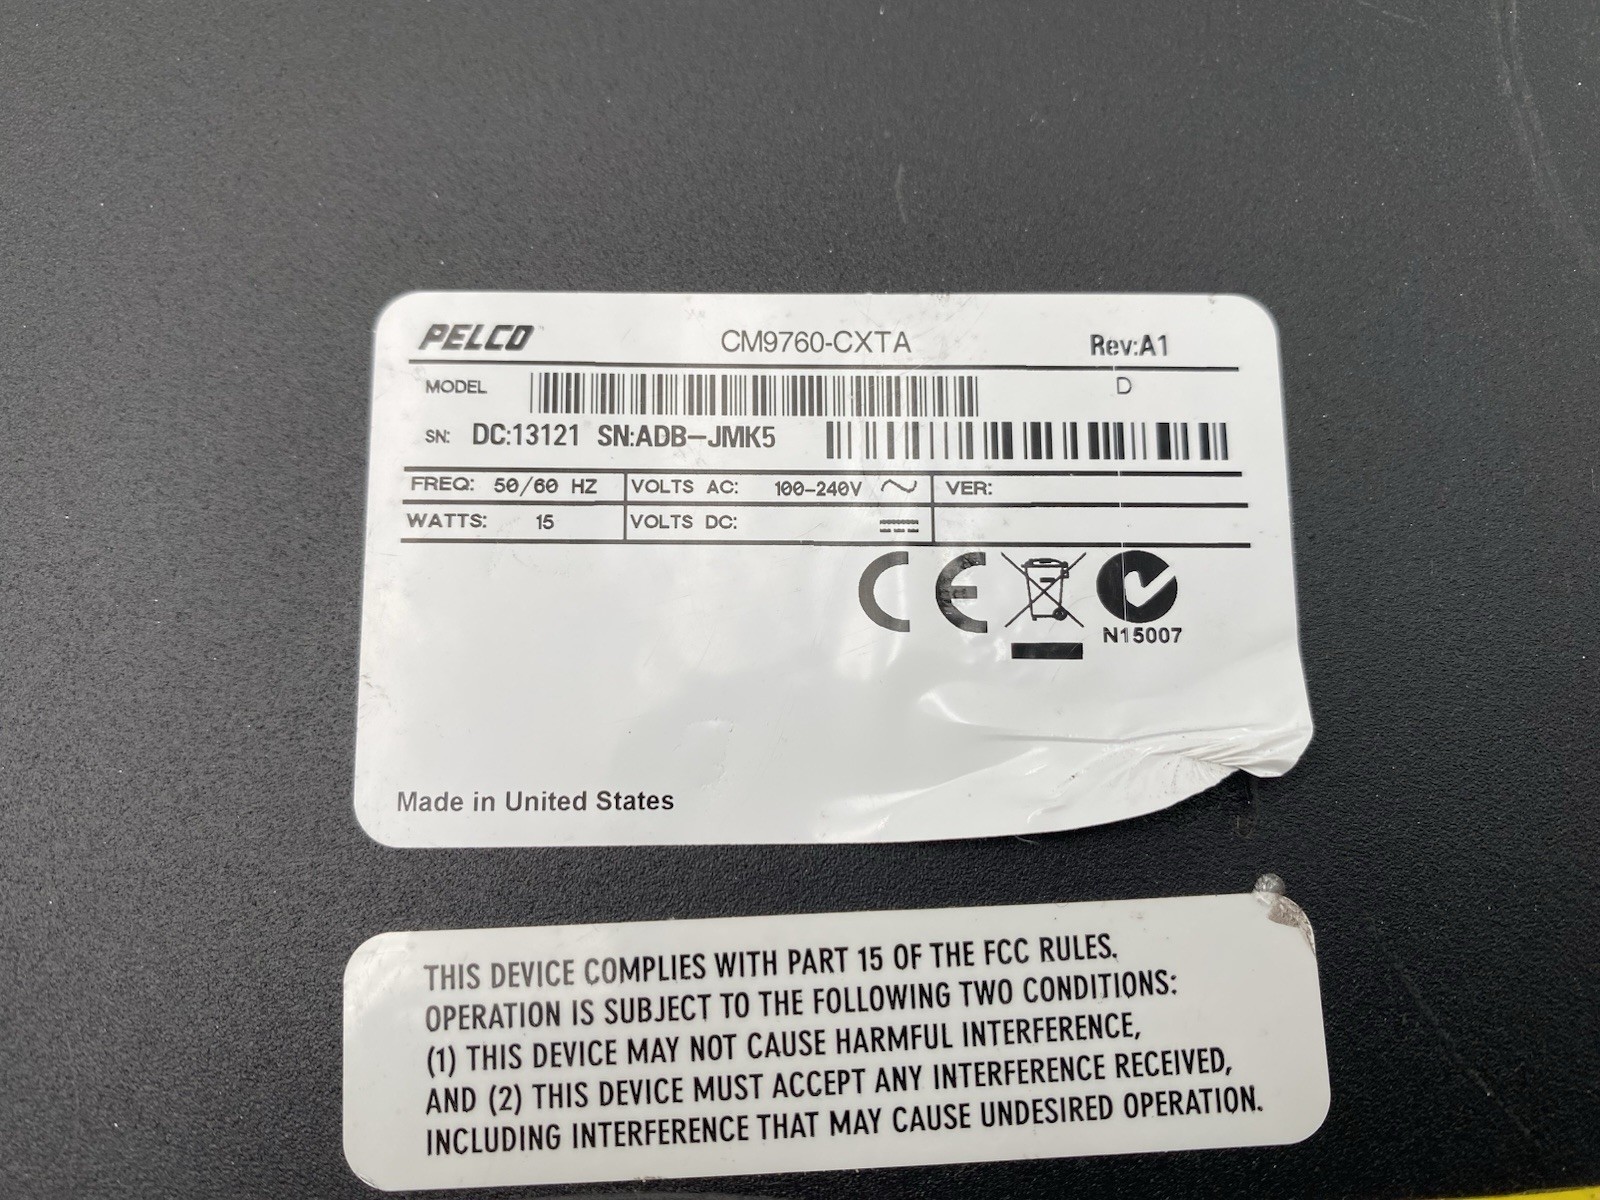 PELCO CM9760-CXTA Rev:A1
MODEL D
SN: DC:13121 SN:ADB-JMK5
FREQ: 50/60 HZ VOLTS AC: 100-240V VER:
WATTS: 15 VOLTS DC:
CE
N15007
Made in United States
THIS DEVICE COMPLIES WITH PART 15 OF THE FCC RULES.
OPERATION IS SUBJECT TO THE FOLLOWING TWO CONDITIONS:
(1) THIS DEVICE MAY NOT CAUSE HARMFUL INTERFERENCE,
AND (2) THIS DEVICE MUST ACCEPT ANY INTERFERENCE RECEIVED,
INCLUDING INTERFERENCE THAT MAY CAUSE UNDESIRED OPERATION.